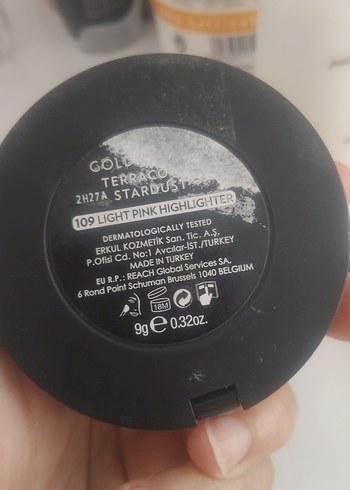 GOLD
TERRACO
2H27A STARDUST
109 LIGHT PINK HIGHLIGHTER
DERMATOLOGICALLY TESTED
ERKUL KOZMETİK San. Tic. A.Ş.
P.Ofisi Cd. No:1 Avcılar-İST./TURKEY
MADE IN TURKEY
EU R.P.: REACH Global Services SA.
6 Rond Point Schuman Brussels 1040 BELGIUM
18M
9g e 0.32oz.